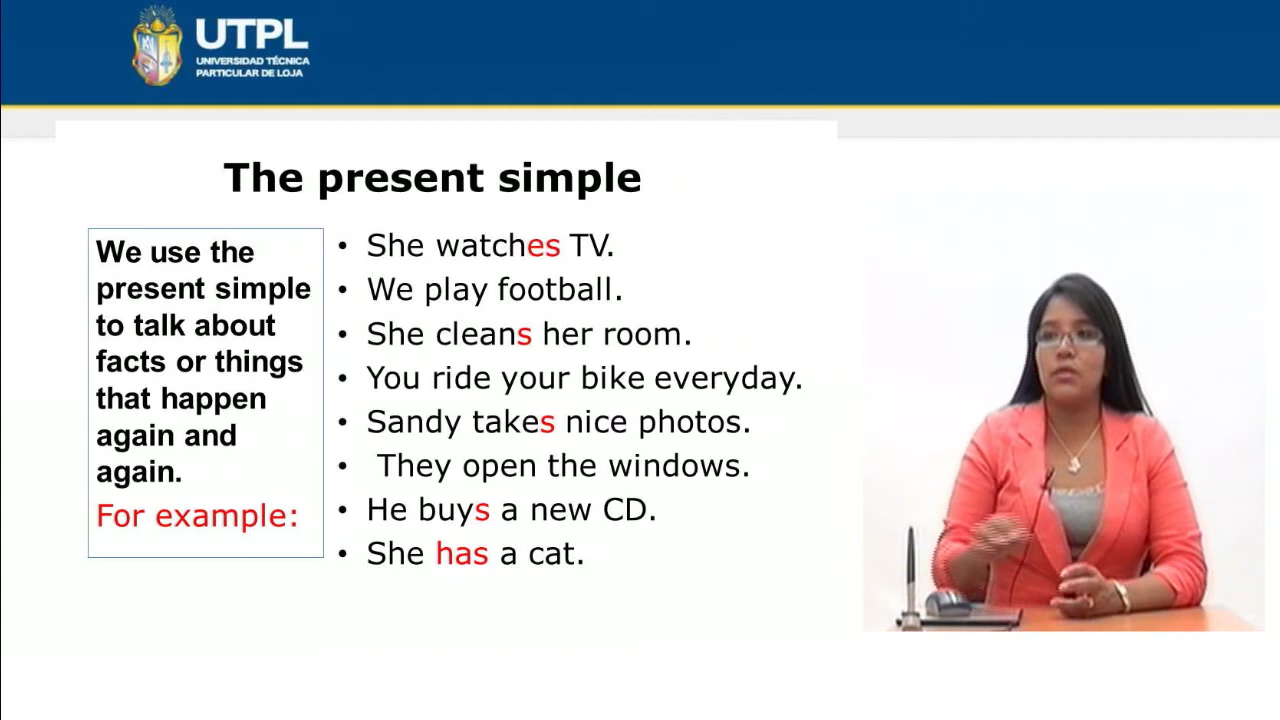 UTPL
UNIVERSIDAD TÉCNICA
PARTICULAR DE LOJA
The present simple
We use the
present simple
to talk about
facts or things
that happen
again and
again.
For example:
• She watches TV.
• We play football.
• She cleans her room.
• You ride your bike everyday.
• Sandy takes nice photos.
• They open the windows.
• He buys a new CD.
• She has a cat.